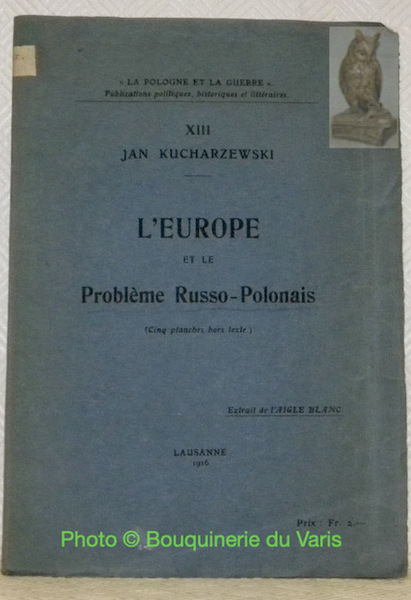 « LA POLOGNE ET LA GUERRE ».
Publications politiques, historiques et littéraires.
XIII
JAN KUCHARZEWSKI
L'EUROPE
ET LE
Problème Russo-Polonais
(Cinq planches hors texte.)
Extrait de l'AIGLE BLANC
LAUSANNE
1916
Prix : Fr. 2.—
Photo © Bouquinerie du Varis